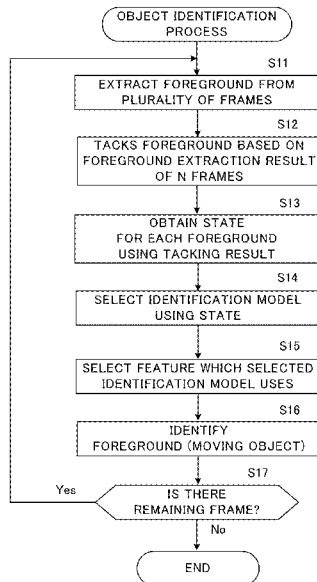 OBJECT IDENTIFICATION
PROCESS
S11
EXTRACT FOREGROUND FROM
PLURALITY OF FRAMES
S12
TACKS FOREGROUND BASED ON
FOREGROUND EXTRACTION RESULT
OF N FRAMES
S13
OBTAIN STATE
FOR EACH FOREGROUND
USING TACKING RESULT
S14
SELECT IDENTIFICATION MODEL
USING STATE
S15
SELECT FEATURE WHICH SELECTED
IDENTIFICATION MODEL USES
S16
IDENTIFY
FOREGROUND (MOVING OBJECT)
S17
Yes
IS THERE
REMAINING FRAME?
No
END